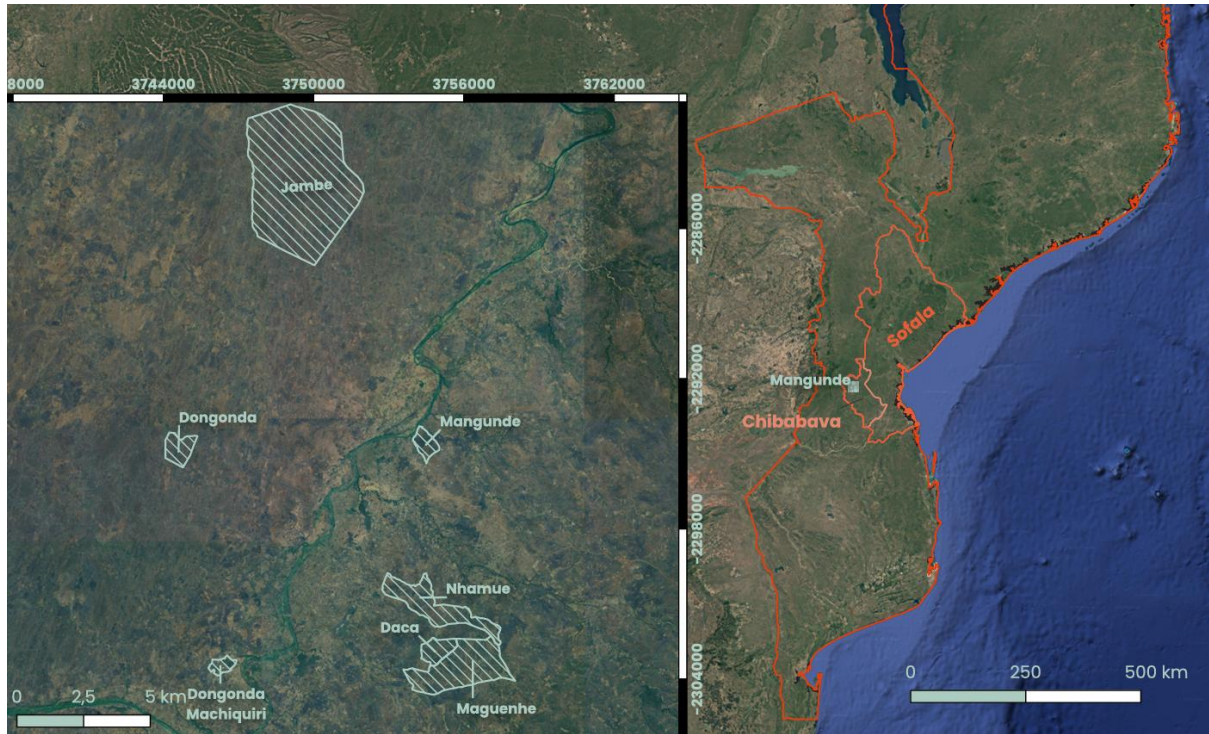 8000 3744000 3750000 3756000 3762000
Jambe
-2286000
Sofala
-2292000
Mangunde
Dongonda
Mangunde
Chibabava
-2298000
Nhamue
Daca
-2304000
0 2,5 5 km
Dongonda
Machiquiri
Maguenhe
0 250 500 km